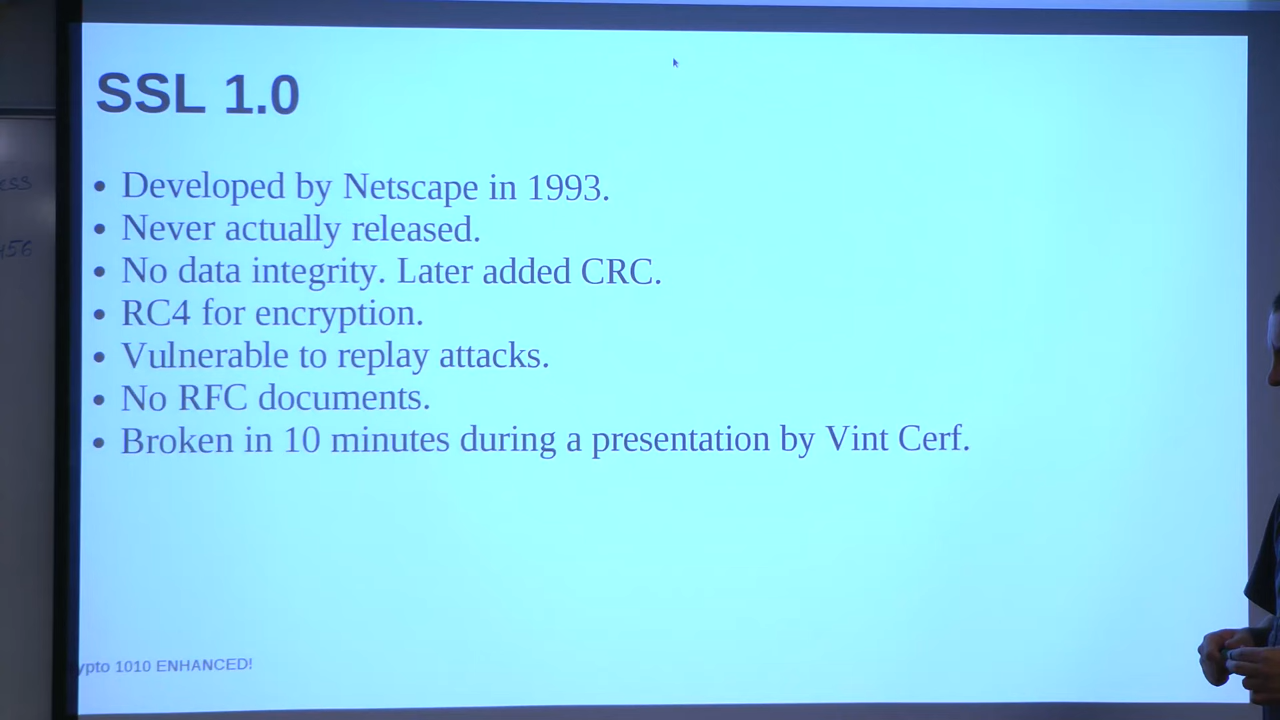 SSL 1.0
• Developed by Netscape in 1993.
• Never actually released.
• No data integrity. Later added CRC.
• RC4 for encryption.
• Vulnerable to replay attacks.
• No RFC documents.
• Broken in 10 minutes during a presentation by Vint Cerf.
ypto 1010 ENHANCED!
ess
456